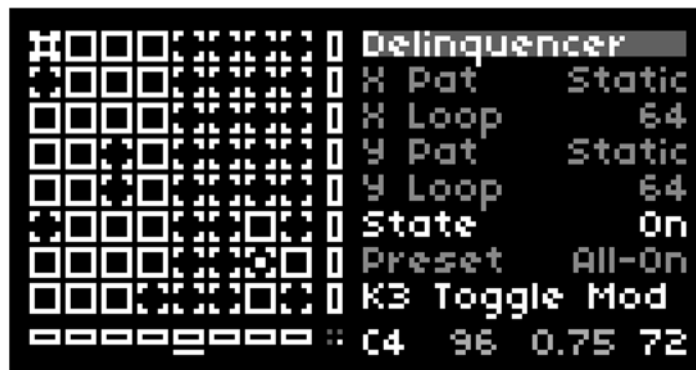 Delinquencer
X Pat Static
X Loop 64
Y Pat Static
Y Loop 64
State On
Preset All-On
K3 Toggle Mod
C4 96 0.75 72